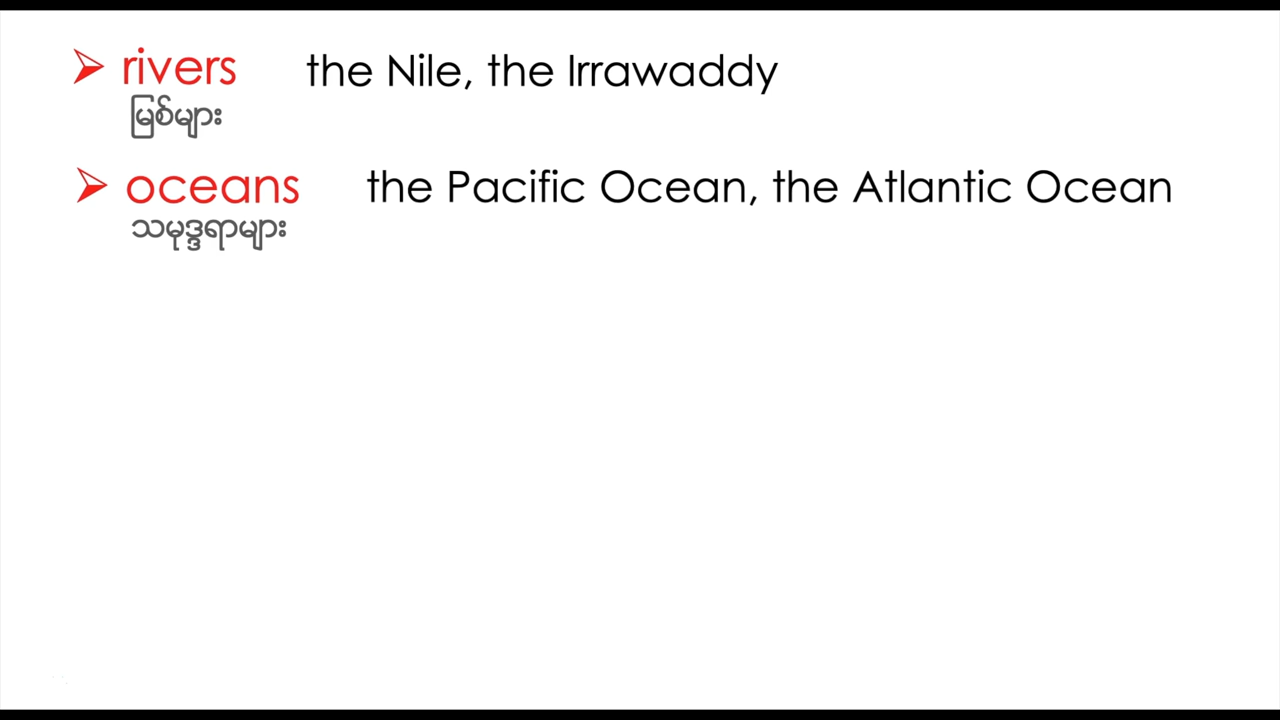 ➢ rivers the Nile, the Irrawaddy
မြစ်များ
➢ oceans the Pacific Ocean, the Atlantic Ocean
သမုဒ္ဒရာများ